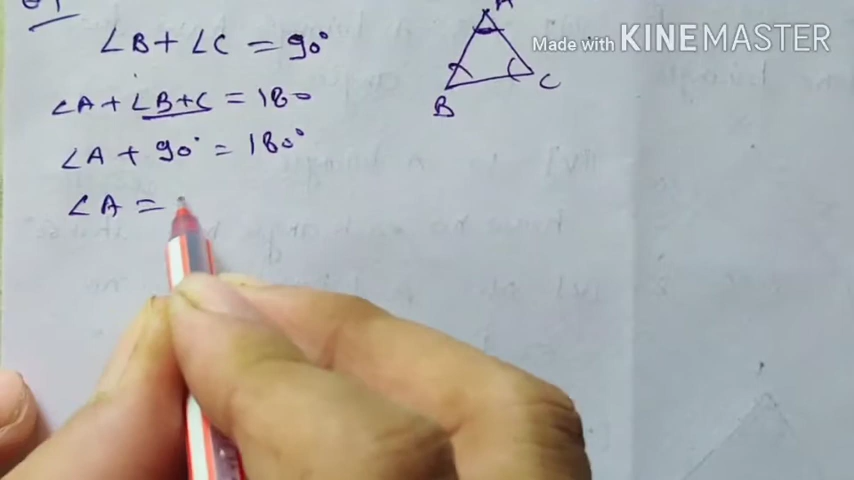 ∠B + ∠C = 90°
∠A + ∠B+C = 180
∠A + 90° = 180°
∠A =
A
B
C
Made with KINEMASTER